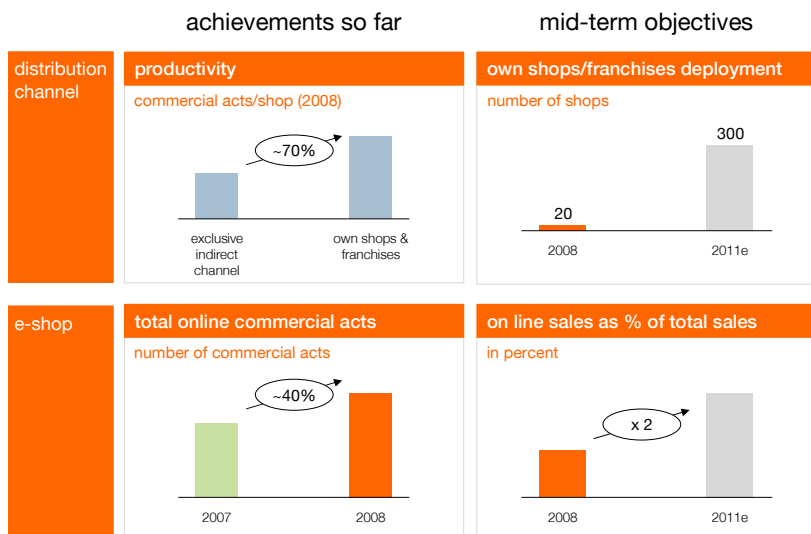 achievements so far
mid-term objectives
distribution
channel
productivity
commercial acts/shop (2008)
~70%
exclusive
indirect
channel
own shops &
franchises
own shops/franchises deployment
number of shops
300
20
2008
2011e
e-shop
total online commercial acts
number of commercial acts
~40%
2007
2008
on line sales as % of total sales
in percent
x 2
2008
2011e